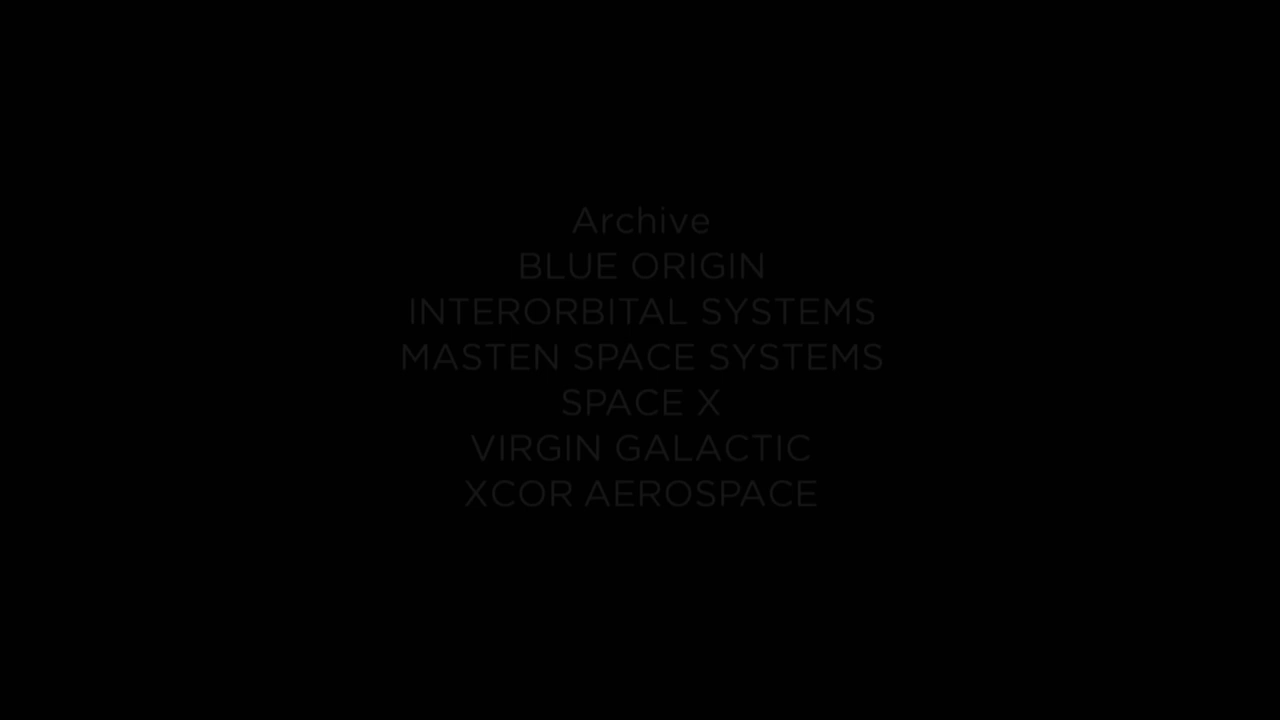 Archive
BLUE ORIGIN
INTERORBITAL SYSTEMS
MASTEN SPACE SYSTEMS
SPACE X
VIRGIN GALACTIC
XCOR AEROSPACE